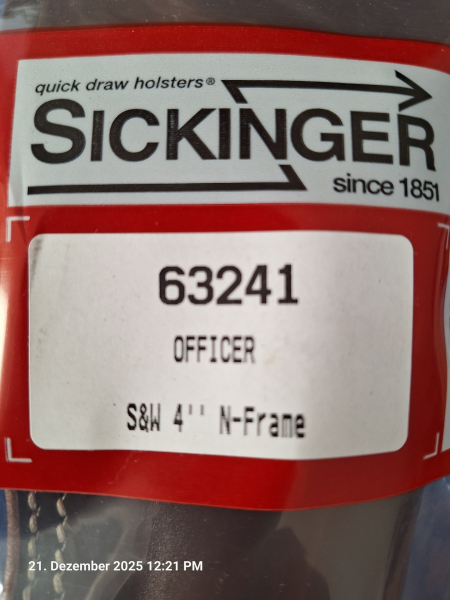 quick draw holsters®
SICKINGER
since 1851
63241
OFFICER
S&W 4'' N-Frame
21. Dezember 2025 12:21 PM